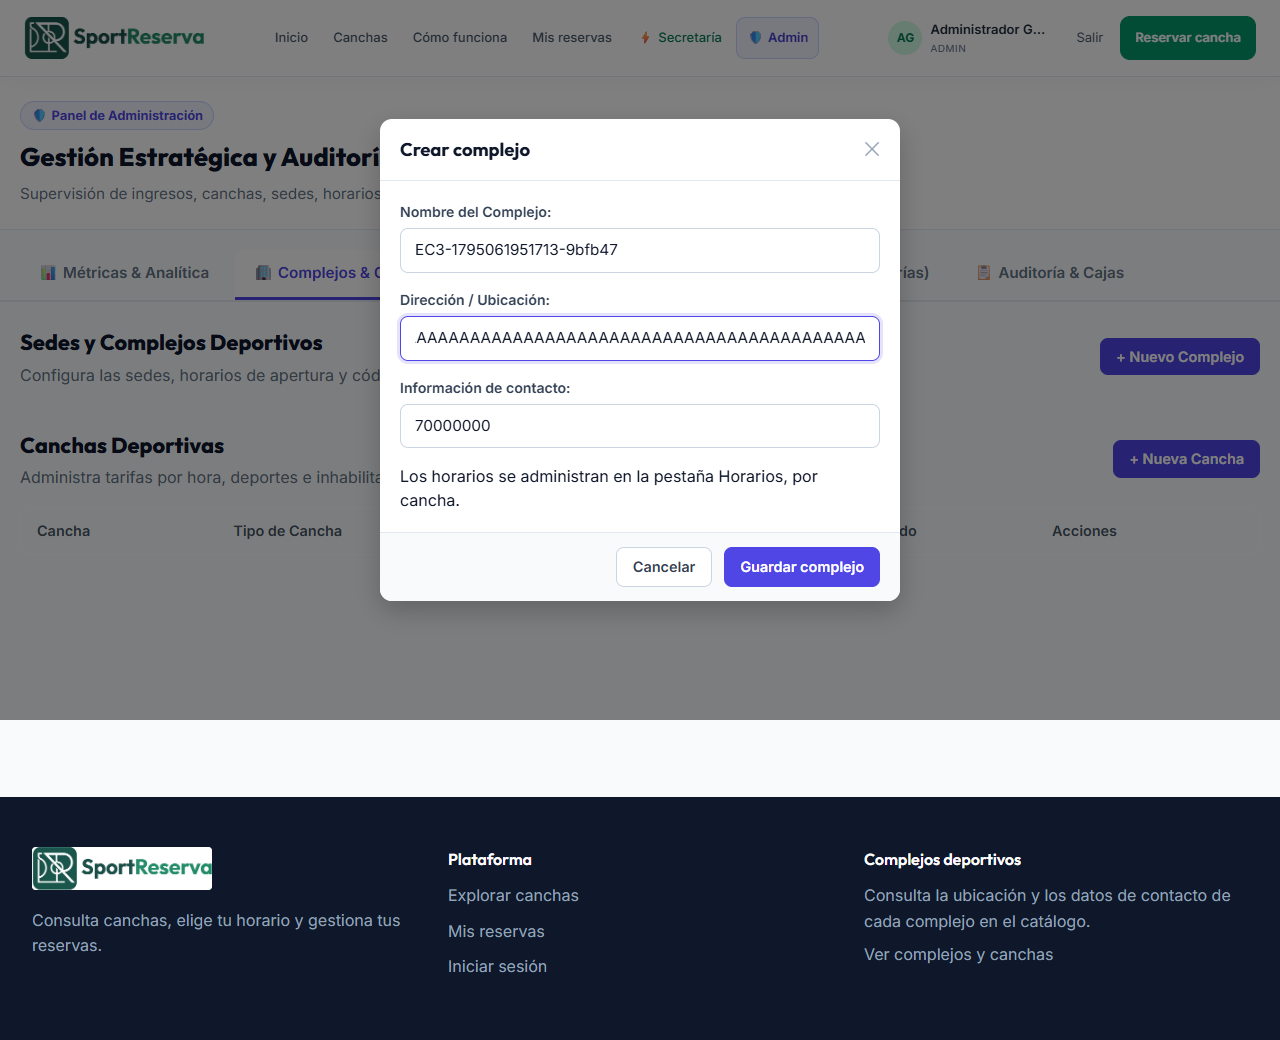 SportReserva
Inicio
Canchas
Cómo funciona
Mis reservas
Secretaría
Admin
AG
Administrador G...
ADMIN
Salir
Reservar cancha
Panel de Administración
Gestión Estratégica y Auditorí
Supervisión de ingresos, canchas, sedes, horarios
Métricas & Analítica
Complejos & C
rías)
Auditoría & Cajas
Sedes y Complejos Deportivos
Configura las sedes, horarios de apertura y cód
+ Nuevo Complejo
Canchas Deportivas
Administra tarifas por hora, deportes e inhabilita
+ Nueva Cancha
Cancha
Tipo de Cancha
do
Acciones
Crear complejo
Nombre del Complejo:
EC3-1795061951713-9bfb47
Dirección / Ubicación:
AAAAAAAAAAAAAAAAAAAAAAAAAAAAAAAAAAAAAAAAAA
Información de contacto:
70000000
Los horarios se administran en la pestaña Horarios, por
cancha.
Cancelar
Guardar complejo
SportReserva
Consulta canchas, elige tu horario y gestiona tus
reservas.
Plataforma
Explorar canchas
Mis reservas
Iniciar sesión
Complejos deportivos
Consulta la ubicación y los datos de contacto de
cada complejo en el catálogo.
Ver complejos y canchas